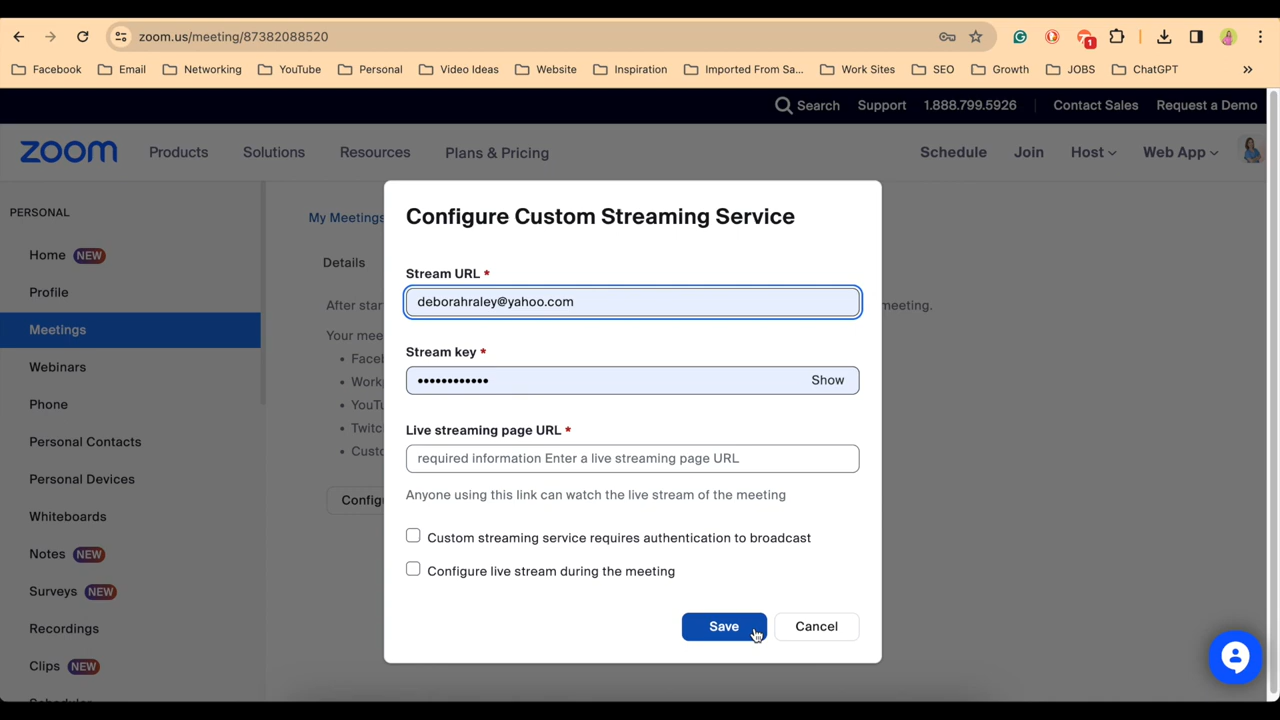 zoom.us/meeting/87382088520
1
Facebook Email Networking YouTube Personal Video Ideas Website Inspiration Imported From Sa... Work Sites SEO Growth JOBS ChatGPT »
Search Support 1.888.799.5926 Contact Sales Request a Demo
zoom Products Solutions Resources Plans & Pricing Schedule Join Host Web App
PERSONAL
Home NEW
Profile
Meetings
Webinars
Phone
Personal Contacts
Personal Devices
Whiteboards
Notes NEW
Surveys NEW
Recordings
Clips NEW
My Meetings
Details
After star
meeting.
Your mee
• Face
• Work
• YouTu
• Twitc
• Custo
Configu
Configure Custom Streaming Service
Stream URL *
deborahraley@yahoo.com
Stream key *
•••••••••••• Show
Live streaming page URL *
required information Enter a live streaming page URL
Anyone using this link can watch the live stream of the meeting
Custom streaming service requires authentication to broadcast
Configure live stream during the meeting
Save Cancel